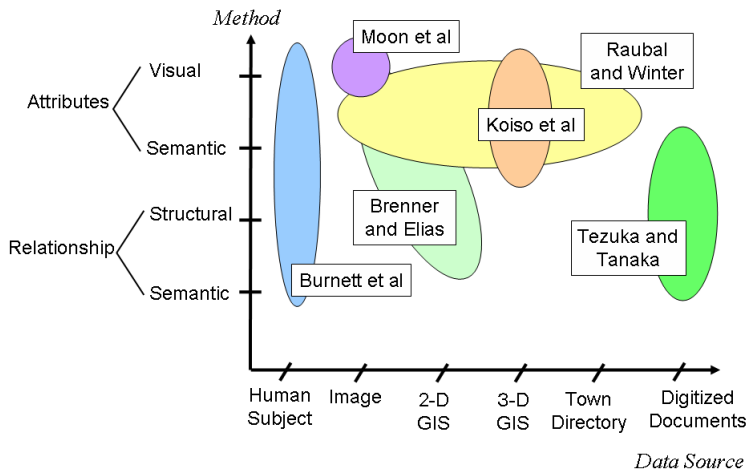 Method
Moon et al
Raubal
and Winter
Visual
Attributes
Koiso et al
Semantic
Brenner
and Elias
Structural
Tezuka and
Tanaka
Relationship
Burnett et al
Semantic
Human
Subject
Image
2-D
GIS
3-D
GIS
Town
Directory
Digitized
Documents
Data Source